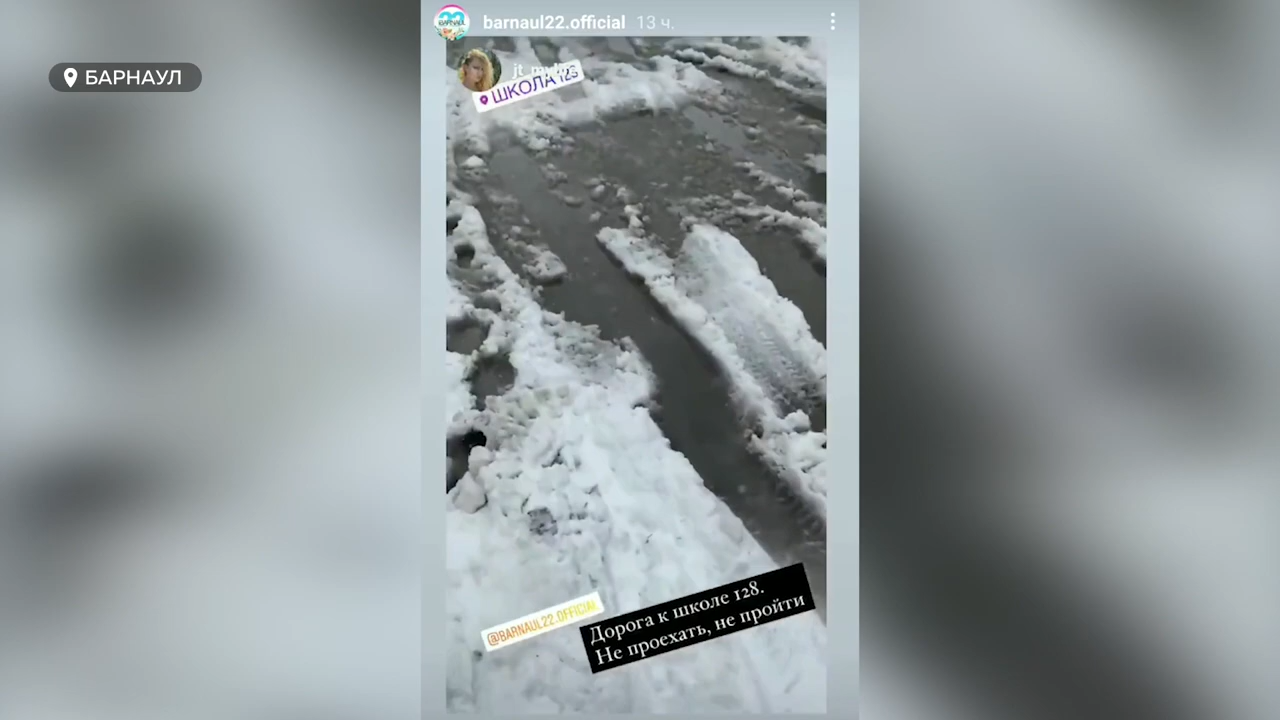 БАРНАУЛ
barnaul22.official 13 ч.
ШКОЛА 128
@BARNAUL22.OFFICIAL
Дорога к школе 128.
Не проехать, не пройти